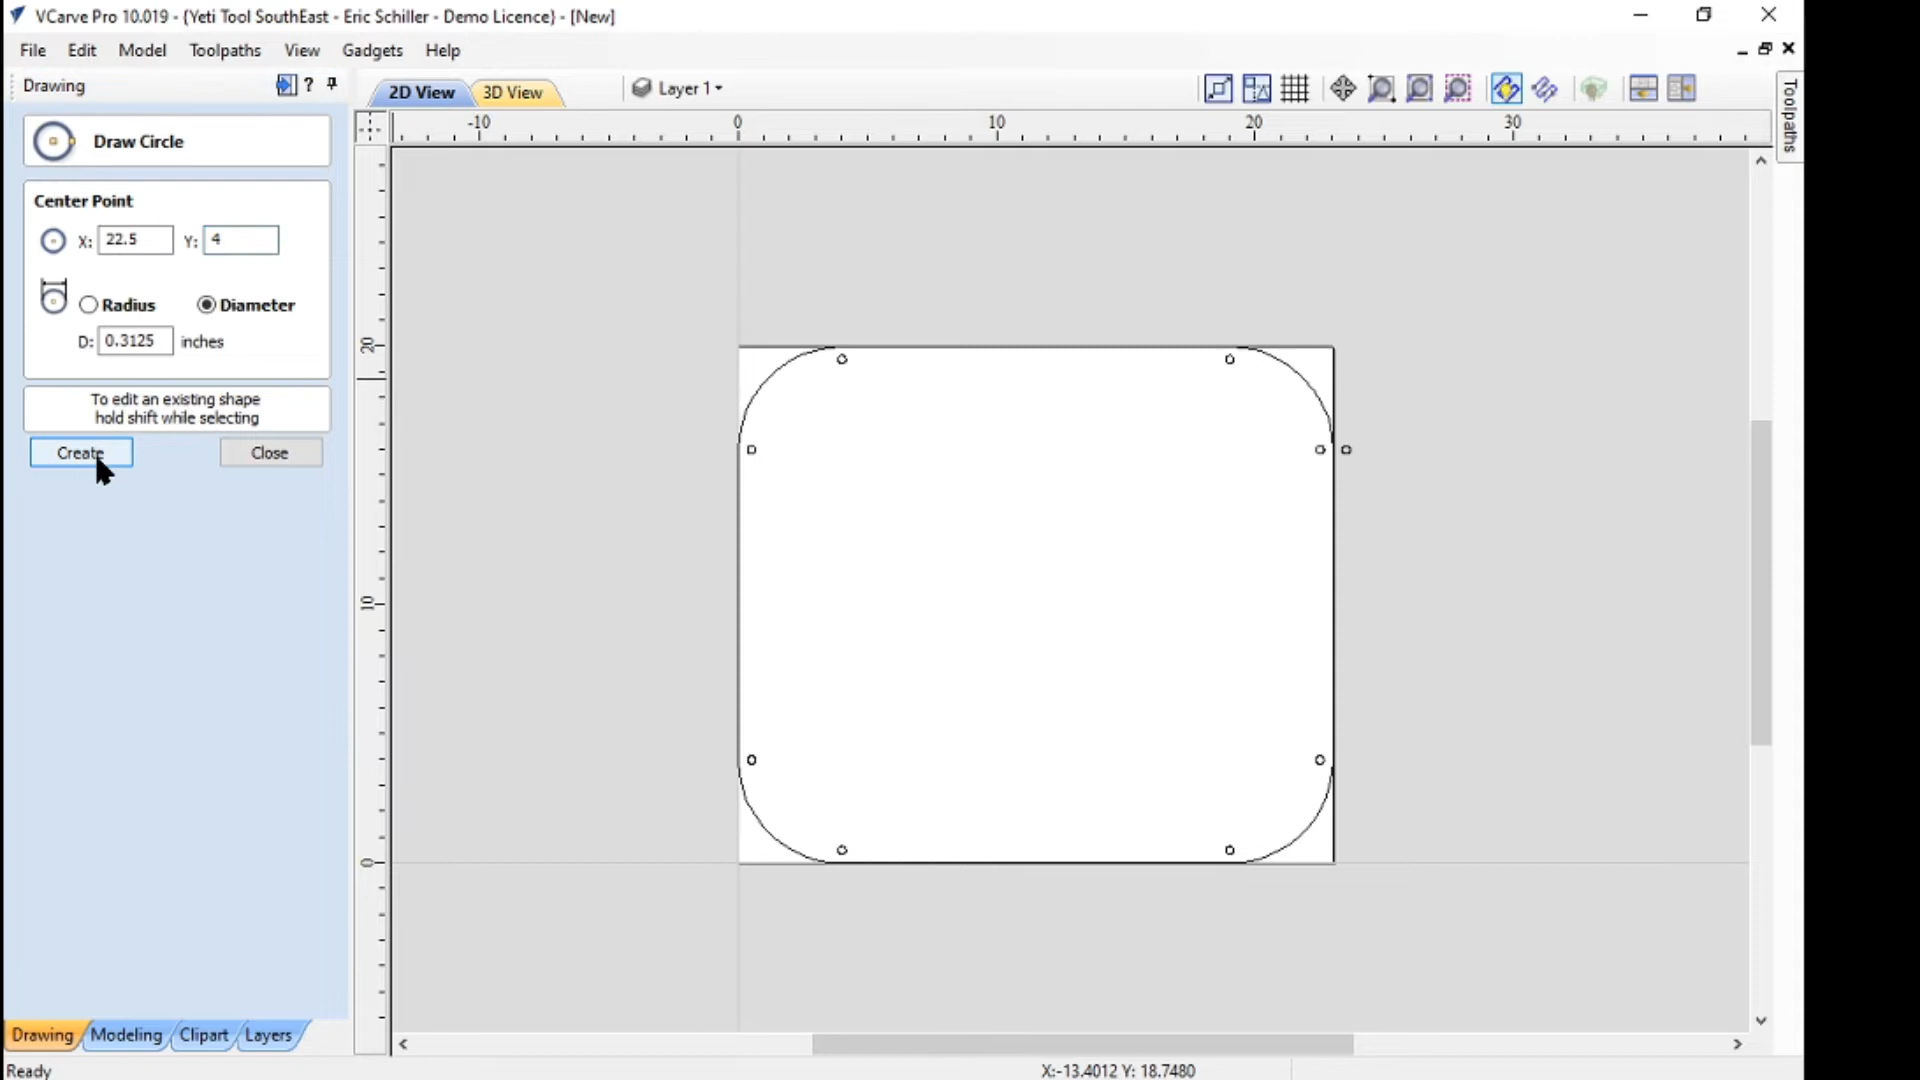 VCarve Pro 10.019 - {Yeti Tool SouthEast - Eric Schiller - Demo Licence} - [New]
File Edit Model Toolpaths View Gadgets Help
Drawing ?
2D View 3D View Layer 1
Toolpaths
-10 0 10 20 30
Draw Circle
Center Point
X: 22.5 Y: 4
Radius Diameter
D: 0.3125 inches
To edit an existing shape
hold shift while selecting
Create Close
20
10
0
Drawing Modeling Clipart Layers
Ready X:-13.4012 Y: 18.7480